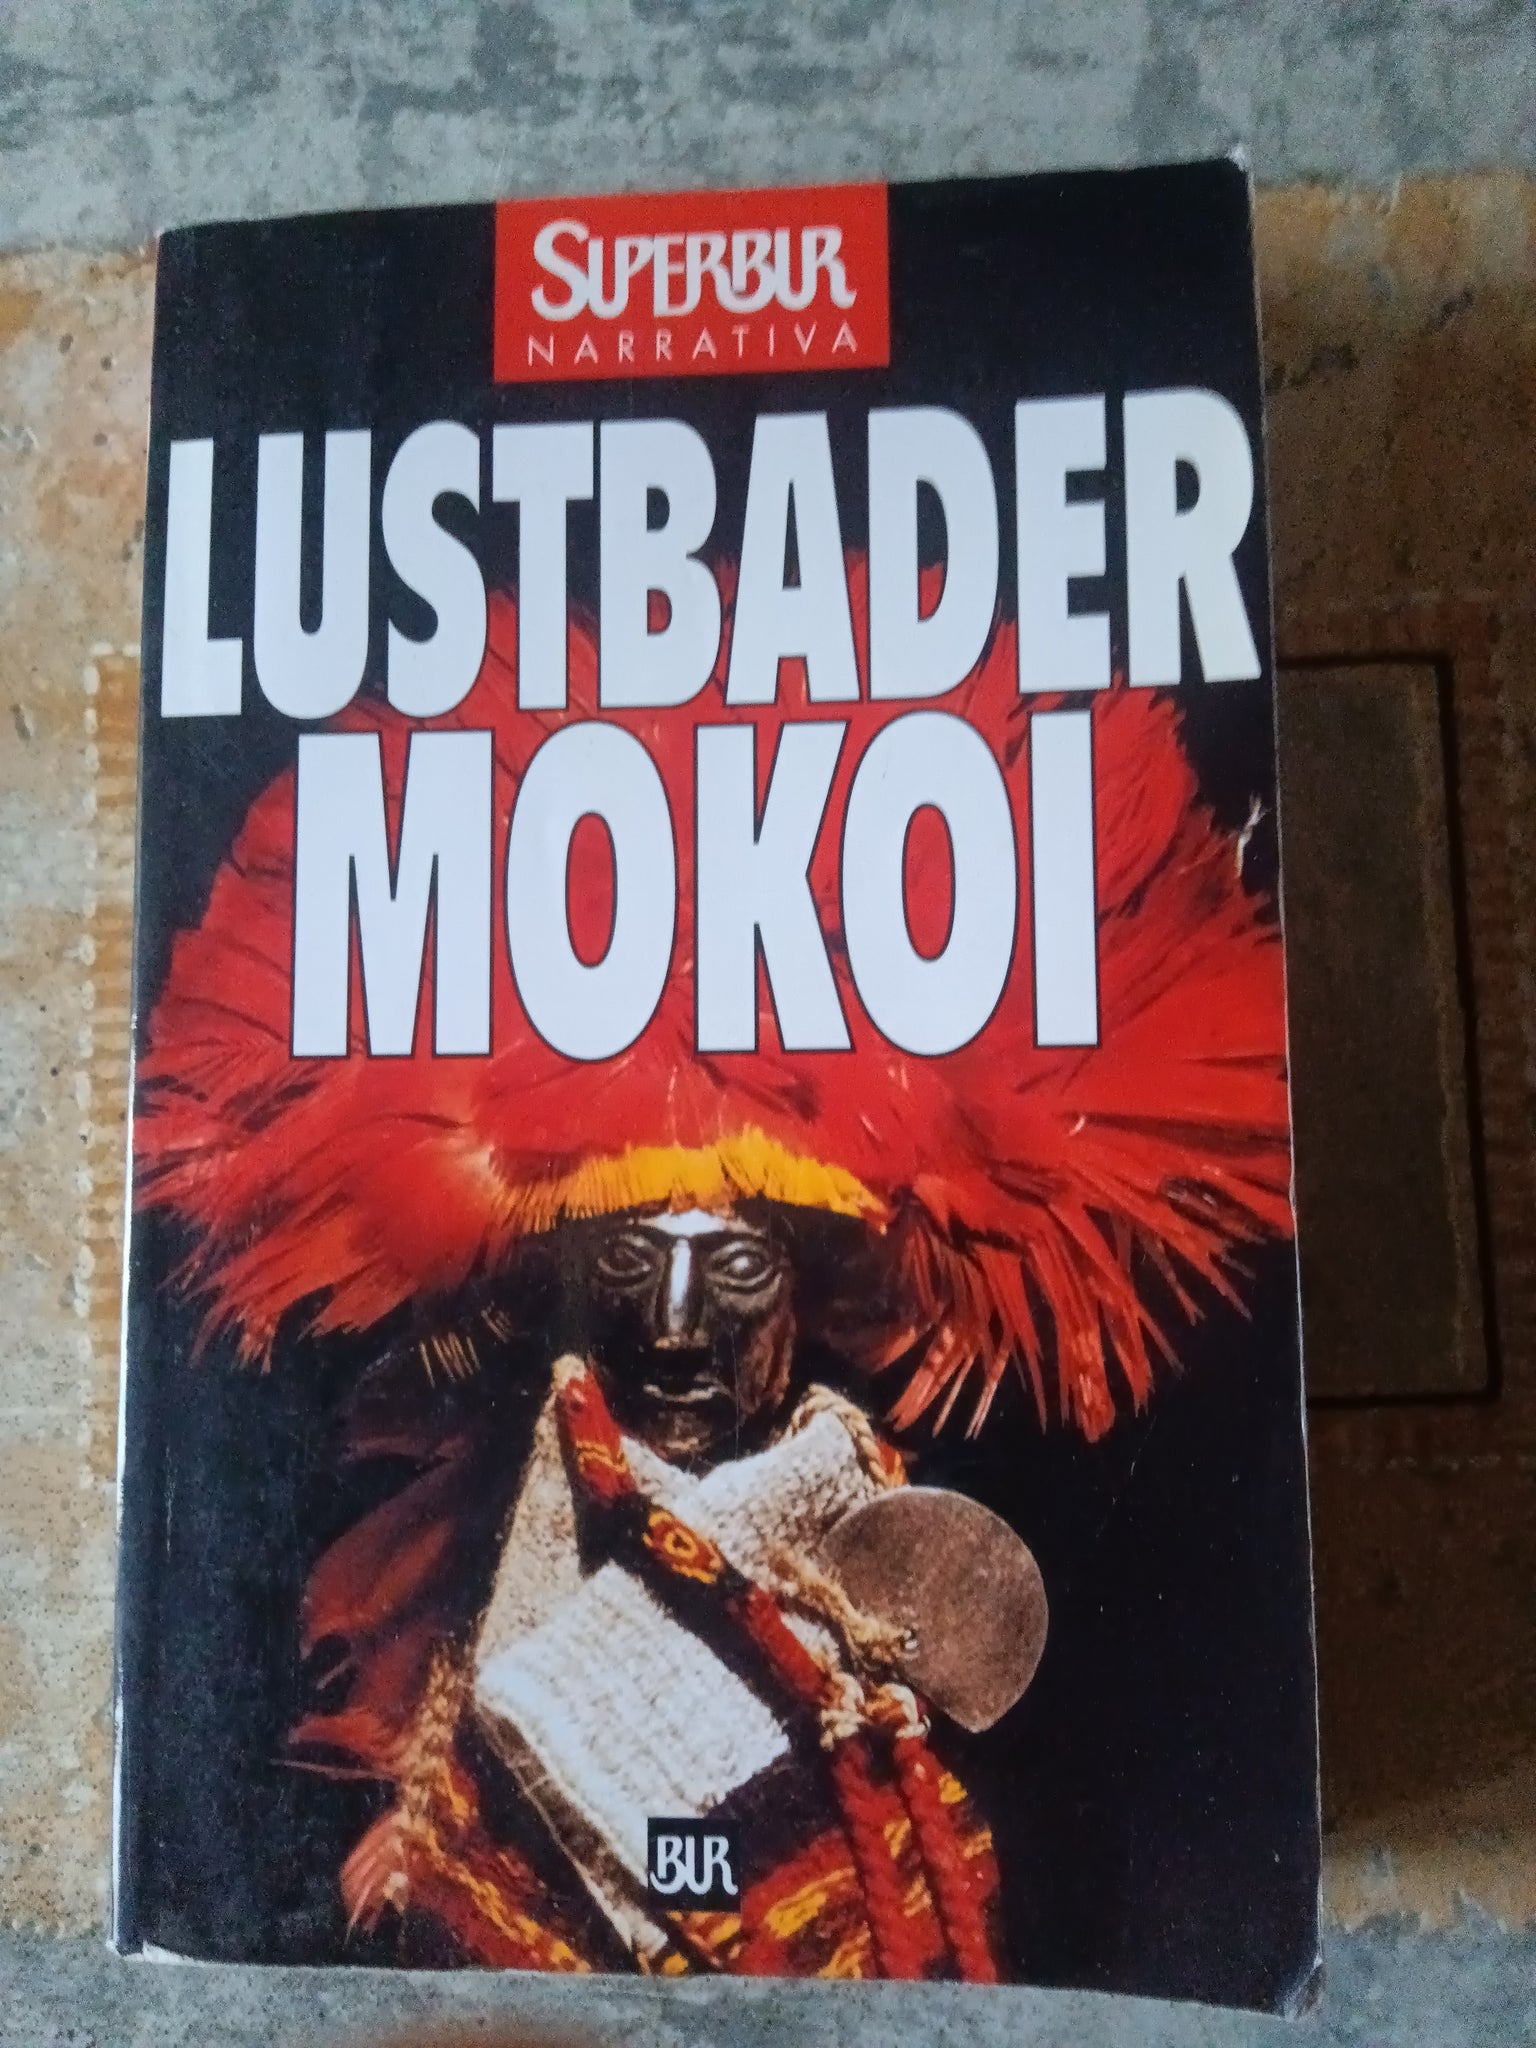 SUPERBUR
NARRATIVA
LUSTBADER
MOKOI
BUR